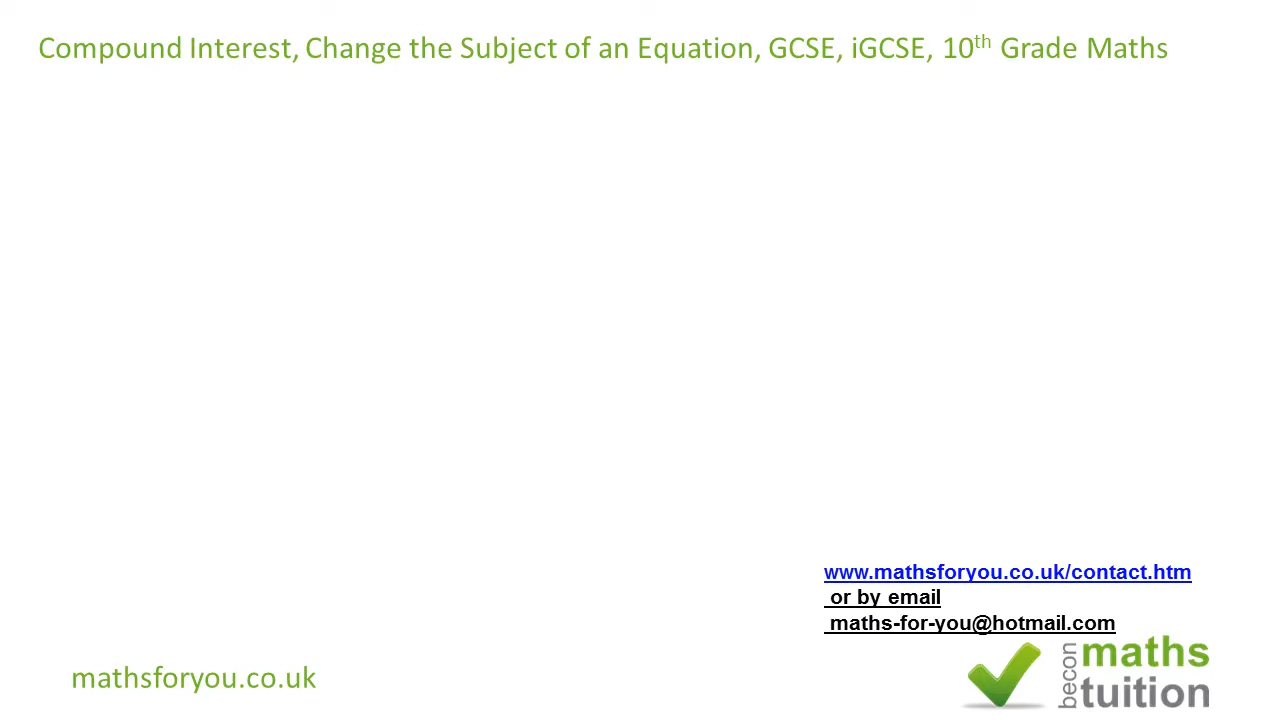 Compound Interest, Change the Subject of an Equation, GCSE, iGCSE, 10th Grade Maths
www.mathsforyou.co.uk/contact.htm
or by email
maths-for-you@hotmail.com
mathsforyou.co.uk
becon
maths
tuition